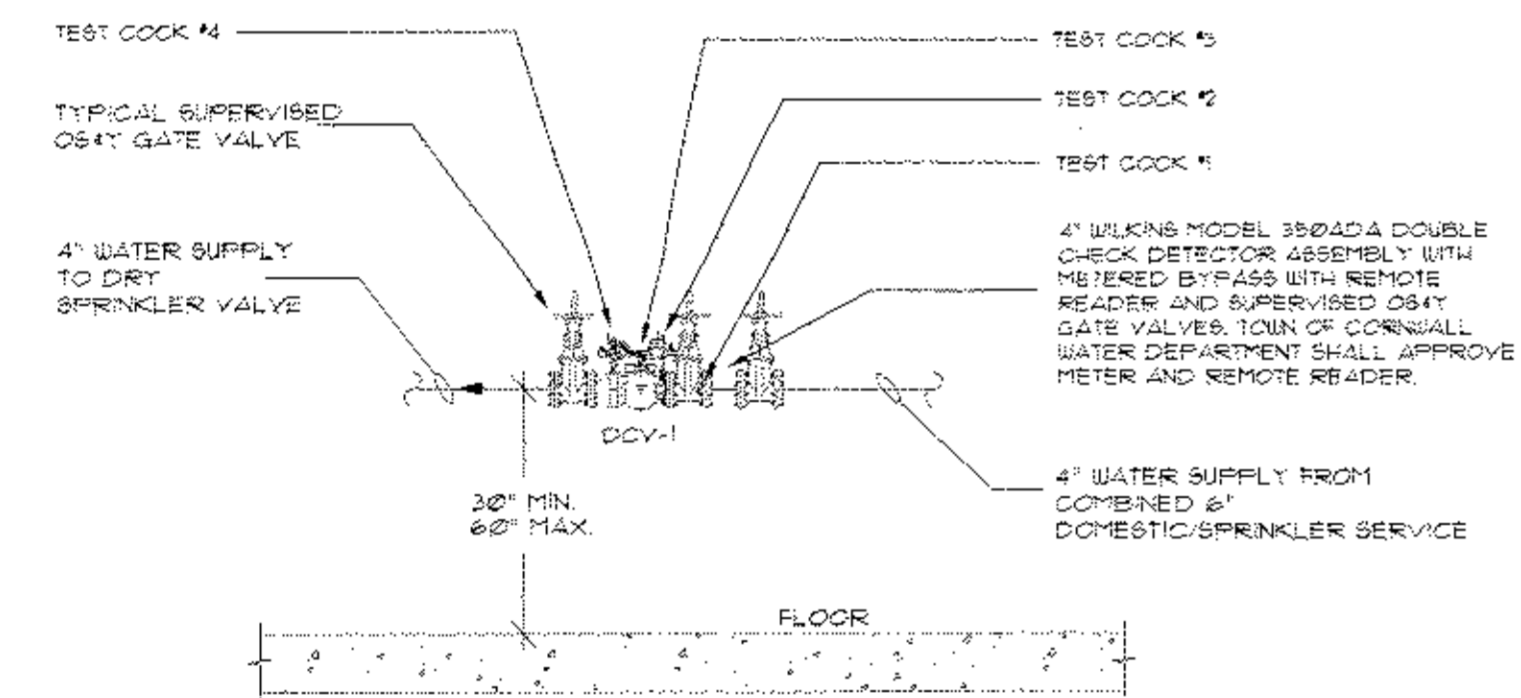 TEST COCK #4
TYPICAL SUPERVISED
OS&Y GATE VALVE
4" WATER SUPPLY
TO DRY
SPRINKLER VALVE
TEST COCK #3
TEST COCK #2
TEST COCK #1
4" WILKINS MODEL 350ADA DOUBLE
CHECK DETECTOR ASSEMBLY WITH
METERED BYPASS WITH REMOTE
READER AND SUPERVISED OS&Y
GATE VALVES. TOWN OF CORNWALL
WATER DEPARTMENT SHALL APPROVE
METER AND REMOTE READER.
DCV-1
30" MIN.
60" MAX.
4" WATER SUPPLY FROM
COMBINED 6"
DOMESTIC/SPRINKLER SERVICE
FLOOR